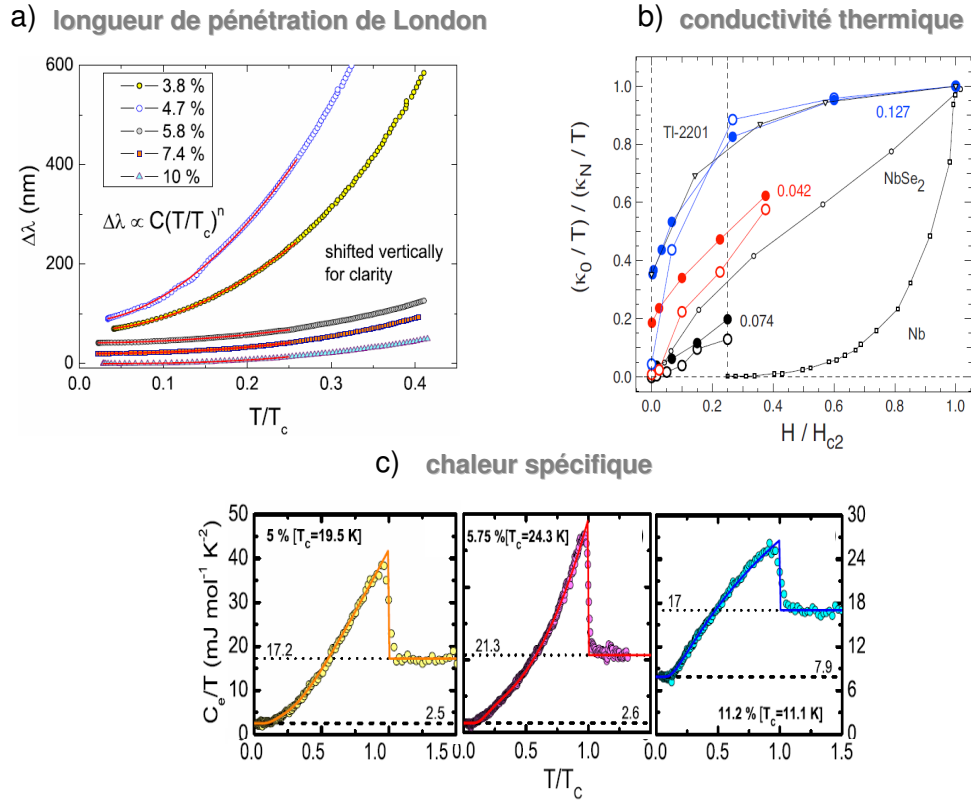 a) longueur de pénétration de London
600
400
200
0
Δλ (nm)
3.8 %
4.7 %
5.8 %
7.4 %
10 %
Δλ ∝ C(T/Tc)ⁿ
shifted vertically
for clarity
0.0 0.1 0.2 0.3 0.4
T/Tc
b) conductivité thermique
1.0
0.8
0.6
0.4
0.2
0.0
(κ0 / T) / (κN / T)
Tl-2201
0.127
NbSe2
0.042
0.074
Nb
0.0 0.2 0.4 0.6 0.8 1.0
H / Hc2
c) chaleur spécifique
50
40
30
20
10
0
Ce/T (mJ mol⁻¹ K⁻²)
5 % [Tc=19.5 K]
17.2
2.5
0.0 0.5 1.0
5.75 %[Tc=24.3 K]
21.3
2.6
0.0 0.5 1.0
17
7.9
11.2 % [Tc=11.1 K]
0.0 0.5 1.0 1.5
30
24
18
12
6
0
T/Tc